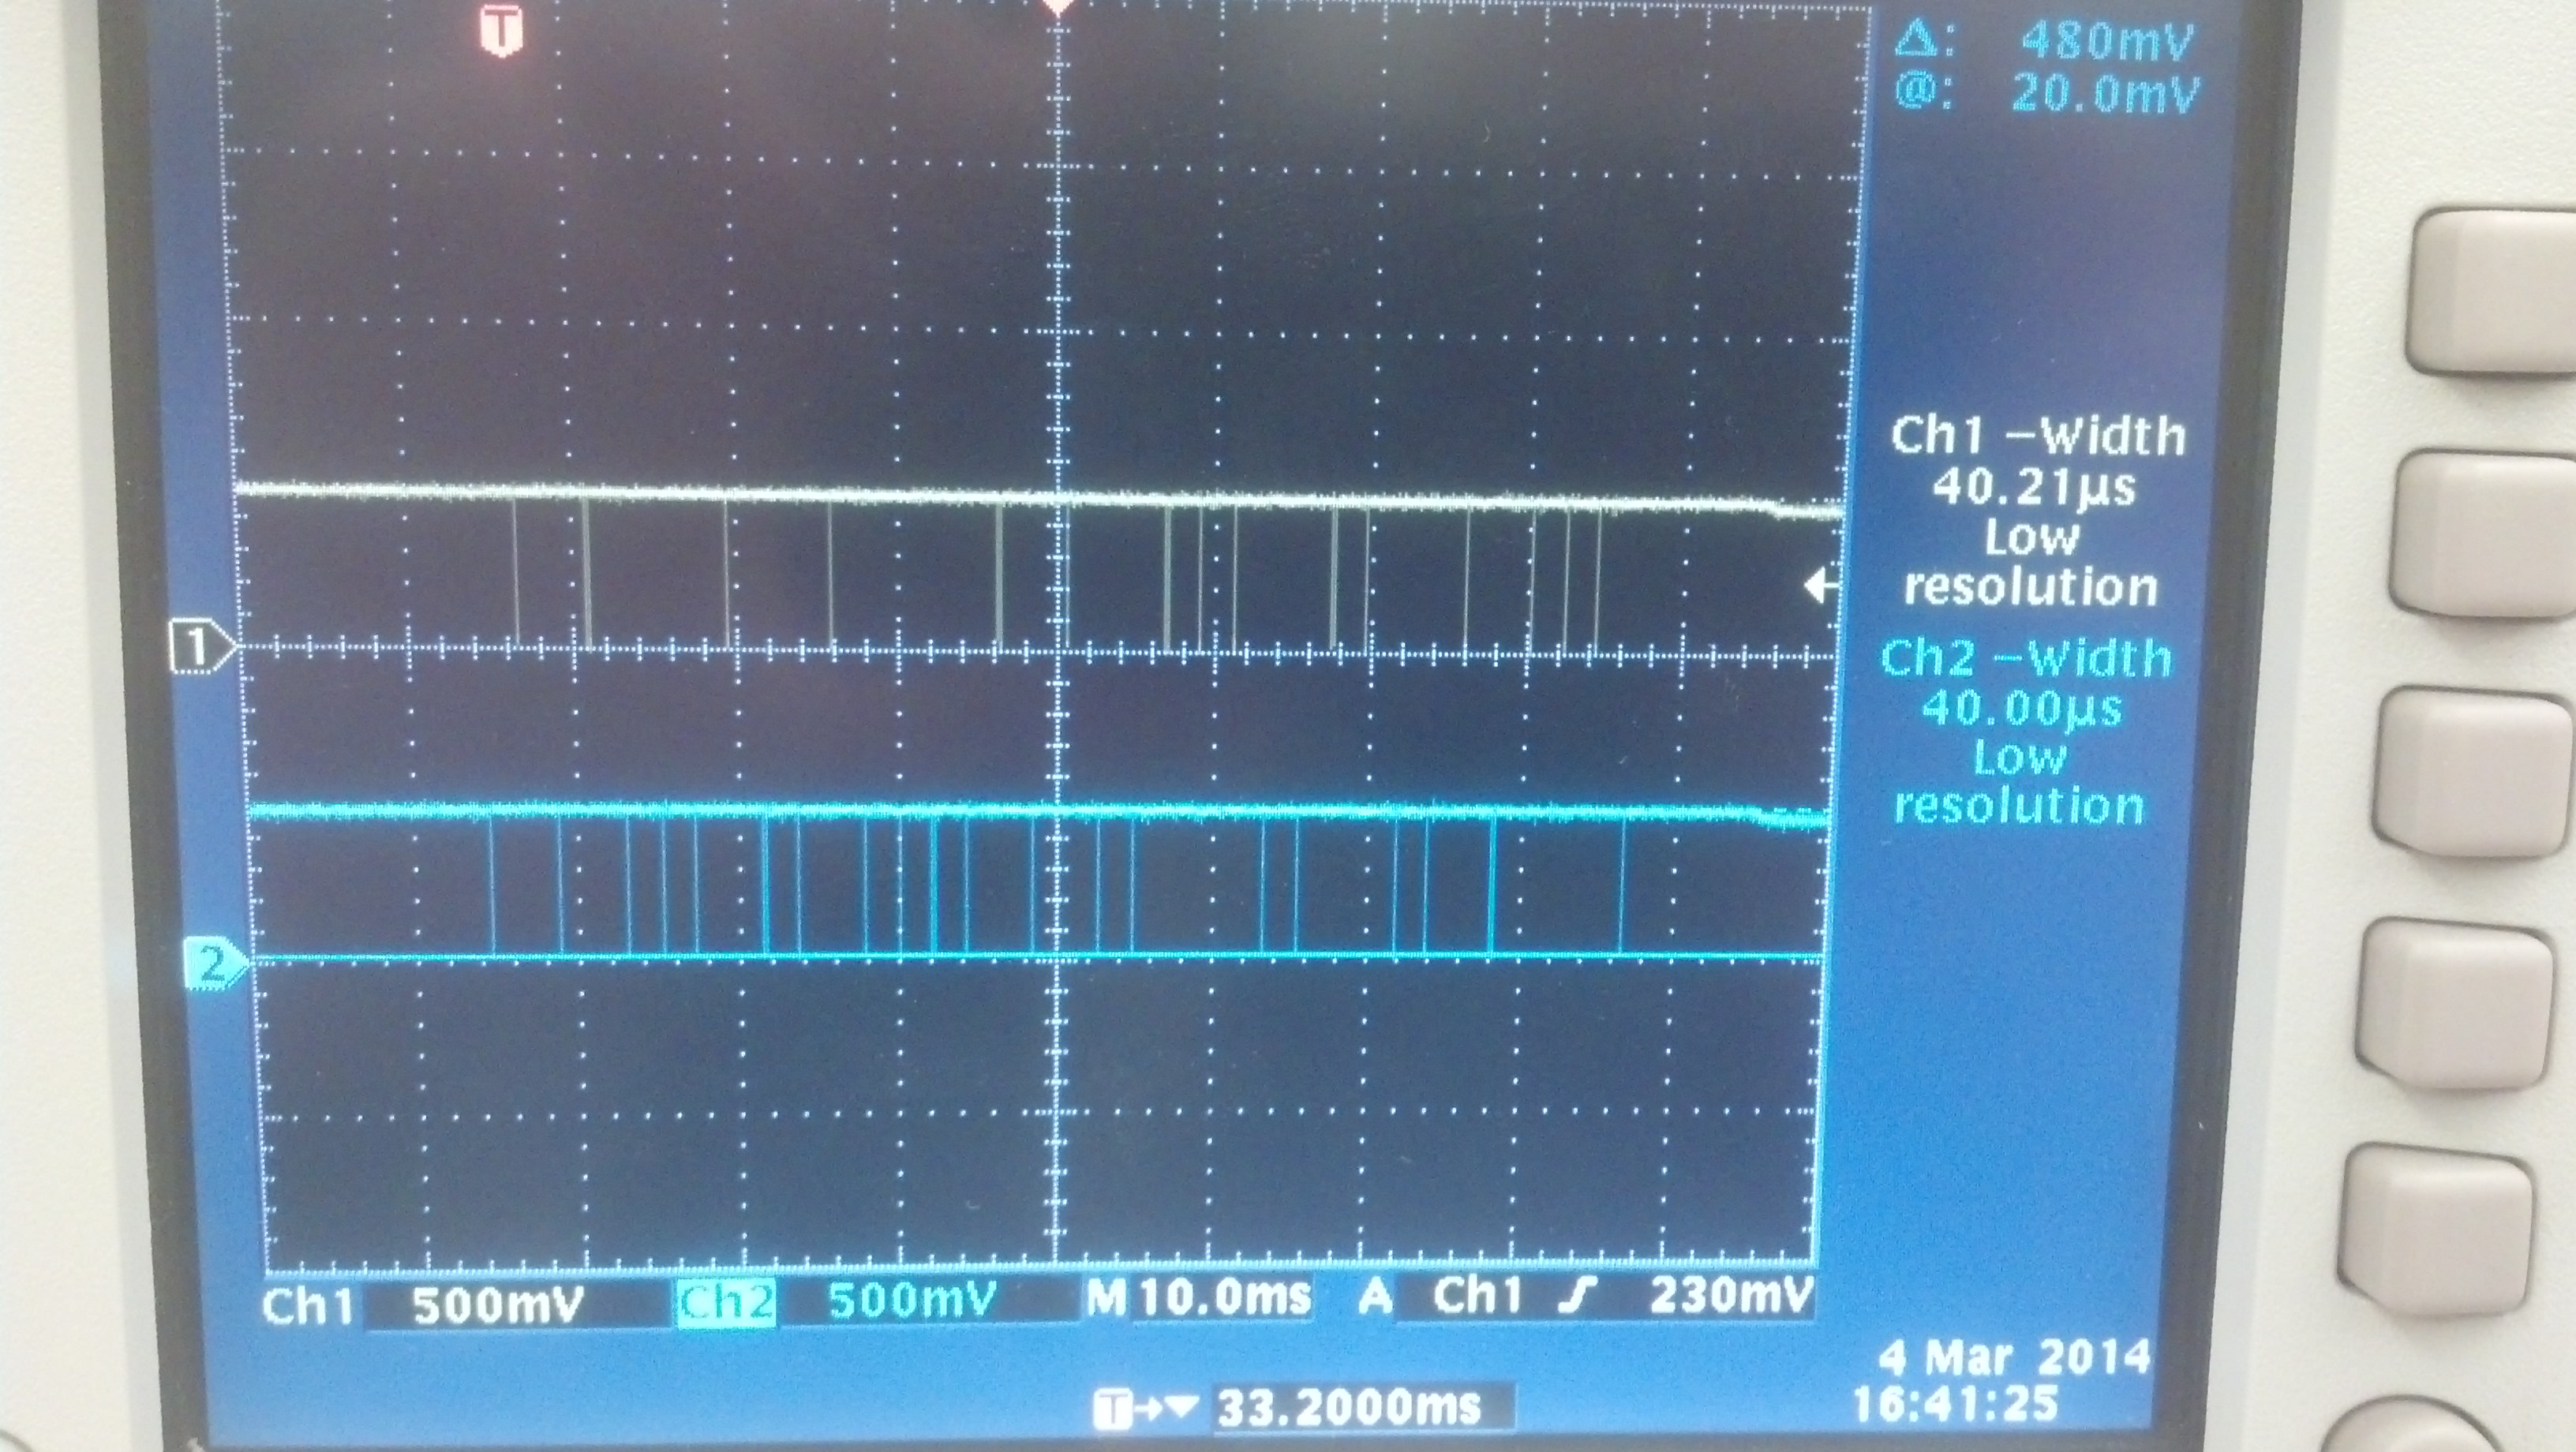 T
Δ: 480mV
@: 20.0mV
Ch1 −Width
40.21µs
Low
resolution
1
Ch2 −Width
40.00µs
Low
resolution
2
Ch1 500mV Ch2 500mV M 10.0ms A Ch1 230mV
4 Mar 2014
16:41:25
T 33.2000ms